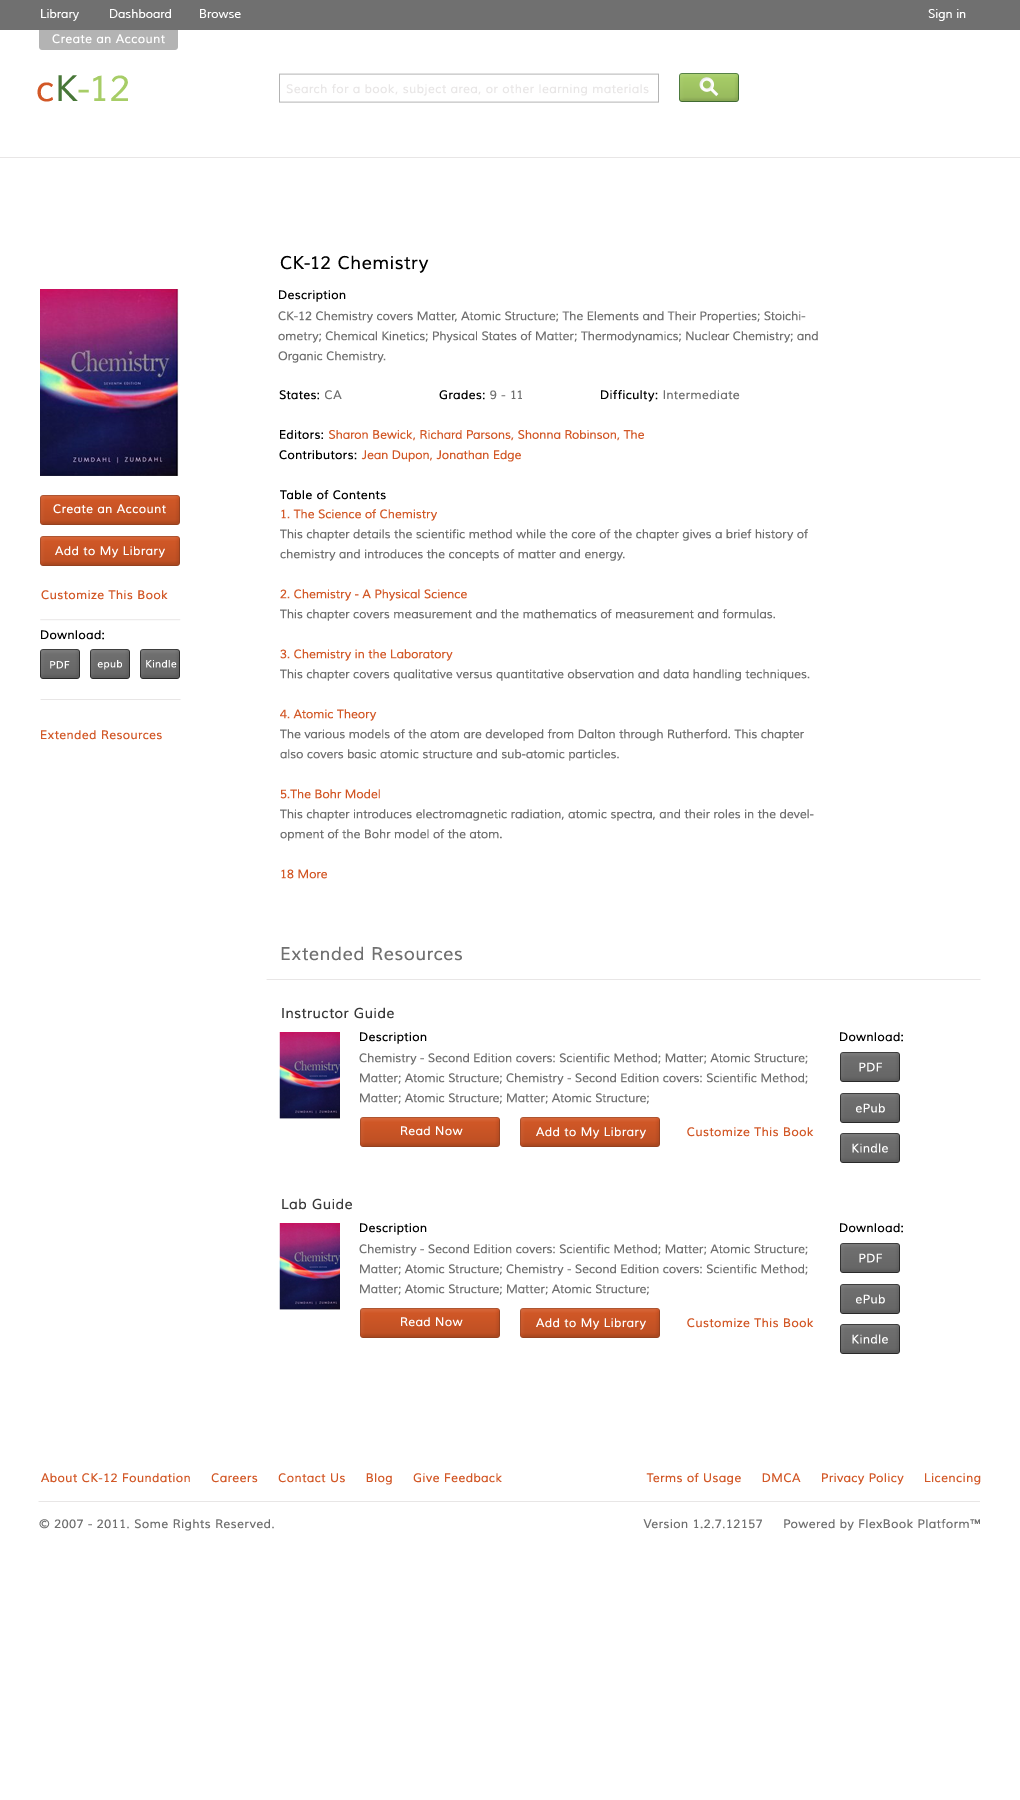 Library Dashboard Browse Sign in
Create an Account
cK-12
Search for a book, subject area, or other learning materials
CK-12 Chemistry
Description
CK-12 Chemistry covers Matter, Atomic Structure; The Elements and Their Properties; Stoichi-
ometry; Chemical Kinetics; Physical States of Matter; Thermodynamics; Nuclear Chemistry; and
Organic Chemistry.
States: CA Grades: 9 - 11 Difficulty: Intermediate
Editors: Sharon Bewick, Richard Parsons, Shonna Robinson, The
Contributors: Jean Dupon, Jonathan Edge
Chemistry
SEVENTH EDITION
ZUMDAHL | ZUMDAHL
Create an Account
Add to My Library
Customize This Book
Download:
PDF epub Kindle
Extended Resources
Table of Contents
1. The Science of Chemistry
This chapter details the scientific method while the core of the chapter gives a brief history of
chemistry and introduces the concepts of matter and energy.
2. Chemistry - A Physical Science
This chapter covers measurement and the mathematics of measurement and formulas.
3. Chemistry in the Laboratory
This chapter covers qualitative versus quantitative observation and data handling techniques.
4. Atomic Theory
The various models of the atom are developed from Dalton through Rutherford. This chapter
also covers basic atomic structure and sub-atomic particles.
5.The Bohr Model
This chapter introduces electromagnetic radiation, atomic spectra, and their roles in the devel-
opment of the Bohr model of the atom.
18 More
Extended Resources
Instructor Guide
Chemistry
ZUMDAHL | ZUMDAHL
Description
Chemistry - Second Edition covers: Scientific Method; Matter; Atomic Structure;
Matter; Atomic Structure; Chemistry - Second Edition covers: Scientific Method;
Matter; Atomic Structure; Matter; Atomic Structure;
Read Now Add to My Library Customize This Book
Download:
PDF
ePub
Kindle
Lab Guide
Chemistry
ZUMDAHL | ZUMDAHL
Description
Chemistry - Second Edition covers: Scientific Method; Matter; Atomic Structure;
Matter; Atomic Structure; Chemistry - Second Edition covers: Scientific Method;
Matter; Atomic Structure; Matter; Atomic Structure;
Read Now Add to My Library Customize This Book
Download:
PDF
ePub
Kindle
About CK-12 Foundation Careers Contact Us Blog Give Feedback Terms of Usage DMCA Privacy Policy Licencing
© 2007 - 2011. Some Rights Reserved. Version 1.2.7.12157 Powered by FlexBook Platform™